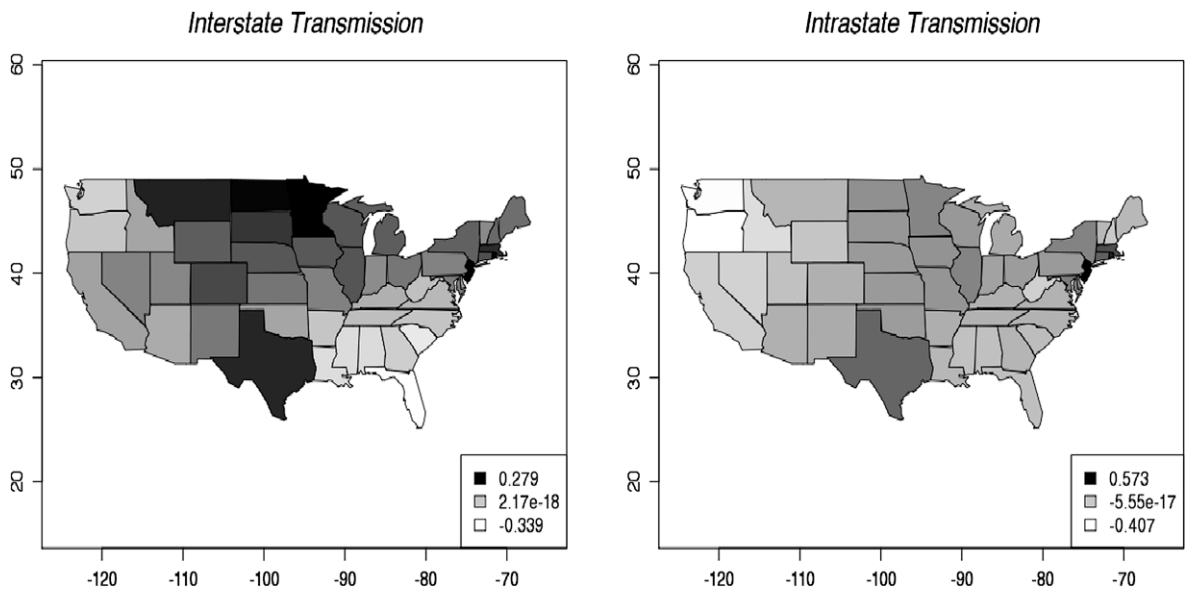 Interstate Transmission
60
50
40
30
20
-120 -110 -100 -90 -80 -70
0.279
2.17e-18
-0.339
Intrastate Transmission
60
50
40
30
20
-120 -110 -100 -90 -80 -70
0.573
-5.55e-17
-0.407